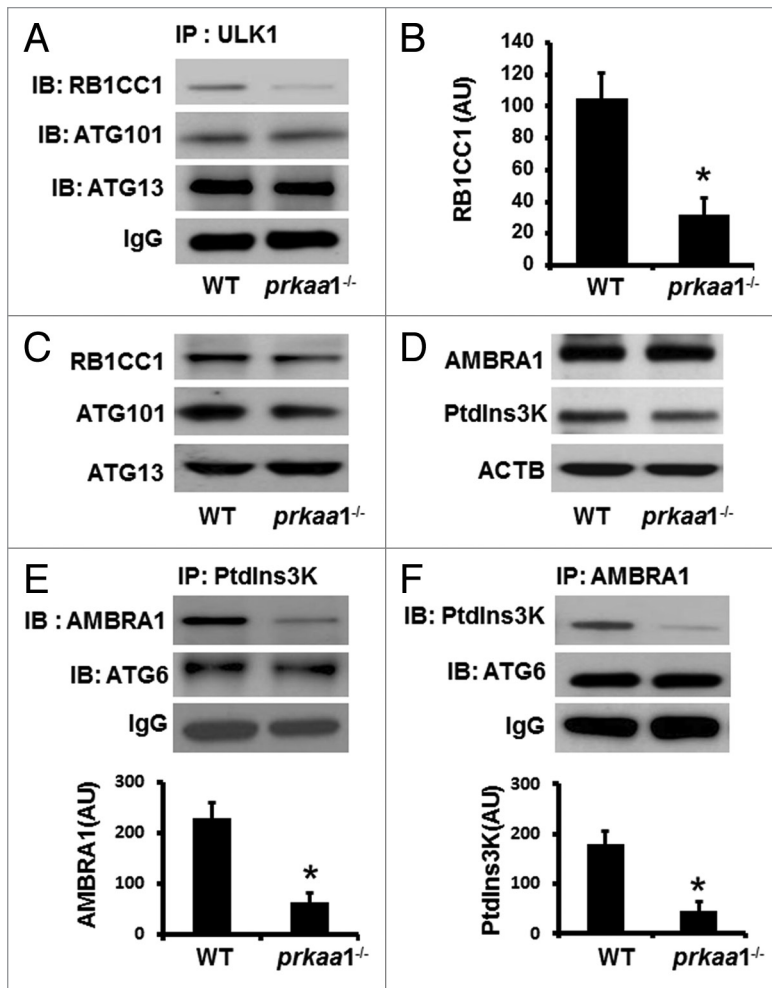 A
IP : ULK1
IB: RB1CC1
IB: ATG101
IB: ATG13
IgG
WT prkaa1-/-
B
RB1CC1 (AU)
140
120
100
80
60
40
20
0
*
WT prkaa1-/-
C
RB1CC1
ATG101
ATG13
WT prkaa1-/-
D
AMBRA1
PtdIns3K
ACTB
WT prkaa1-/-
E
IP: PtdIns3K
IB : AMBRA1
IB: ATG6
IgG
AMBRA1(AU)
300
200
100
0
*
WT prkaa1-/-
F
IP: AMBRA1
IB: PtdIns3K
IB: ATG6
IgG
PtdIns3K(AU)
300
200
100
0
*
WT prkaa1-/-